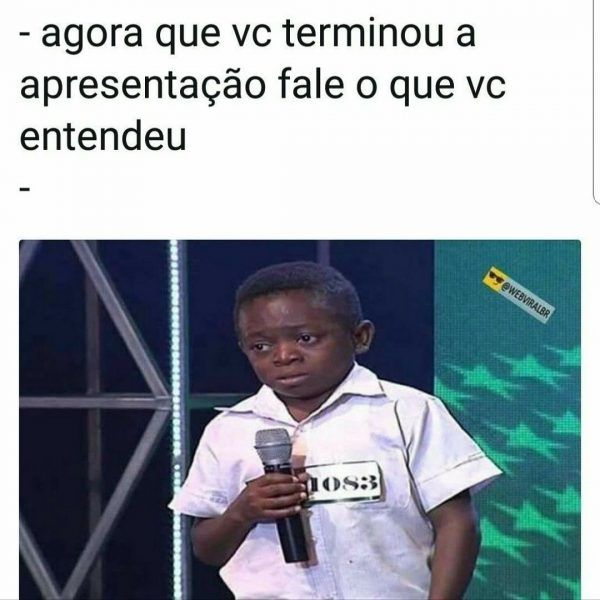 - agora que vc terminou a
apresentação fale o que vc
entendeu
-
@WEBVIRALBR
1083